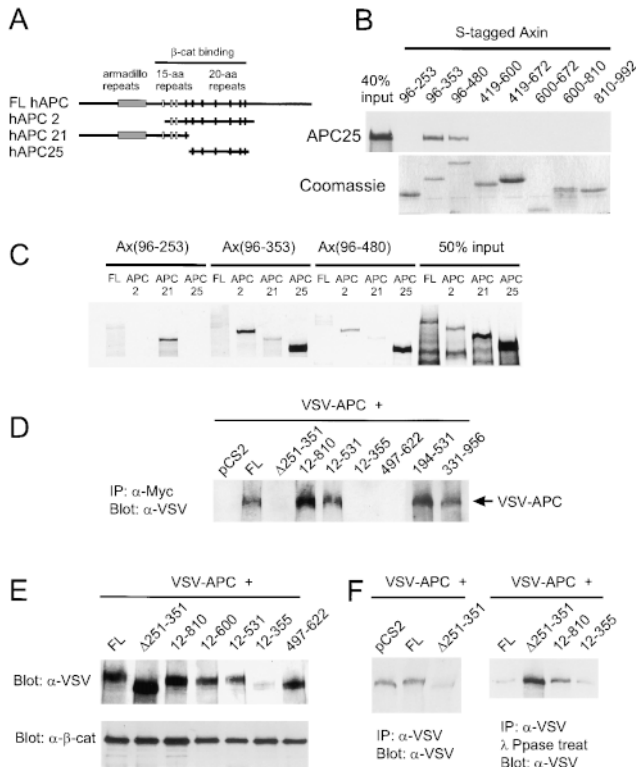 A
β-cat binding
armadillo repeats
15-aa repeats
20-aa repeats
FL hAPC
hAPC 2
hAPC 21
hAPC25
B
S-tagged Axin
40% input
96-253
96-353
96-480
419-600
419-672
600-672
600-810
810-992
APC25
Coomassie
C
Ax(96-253)
Ax(96-353)
Ax(96-480)
50% input
FL APC 2 APC 21 APC 25
FL APC 2 APC 21 APC 25
FL APC 2 APC 21 APC 25
FL APC 2 APC 21 APC 25
D
VSV-APC +
pCS2
FL
Δ251-351
12-810
12-531
12-355
497-622
194-531
331-956
IP: α-Myc
Blot: α-VSV
VSV-APC
E
VSV-APC +
FL
Δ251-351
12-810
12-600
12-531
12-355
497-622
Blot: α-VSV
Blot: α-β-cat
F
VSV-APC +
pCS2
FL
Δ251-351
IP: α-VSV
Blot: α-VSV
VSV-APC +
FL
Δ251-351
12-810
12-355
IP: α-VSV
λ Ppase treat
Blot: α-VSV